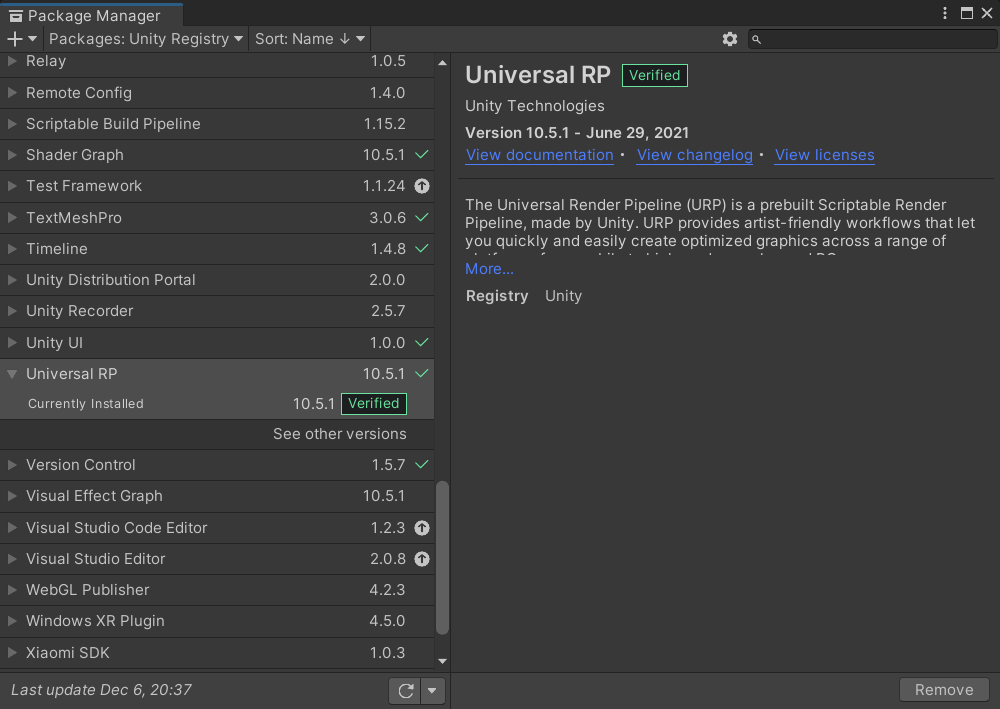 Package Manager
Packages: Unity Registry
Sort: Name ↓
Relay 1.0.5
Remote Config 1.4.0
Scriptable Build Pipeline 1.15.2
Shader Graph 10.5.1
Test Framework 1.1.24
TextMeshPro 3.0.6
Timeline 1.4.8
Unity Distribution Portal 2.0.0
Unity Recorder 2.5.7
Unity UI 1.0.0
Universal RP 10.5.1
Currently Installed 10.5.1 Verified
See other versions
Version Control 1.5.7
Visual Effect Graph 10.5.1
Visual Studio Code Editor 1.2.3
Visual Studio Editor 2.0.8
WebGL Publisher 4.2.3
Windows XR Plugin 4.5.0
Xiaomi SDK 1.0.3
Last update Dec 6, 20:37
Universal RP Verified
Unity Technologies
Version 10.5.1 - June 29, 2021
View documentation • View changelog • View licenses
The Universal Render Pipeline (URP) is a prebuilt Scriptable Render
Pipeline, made by Unity. URP provides artist-friendly workflows that let
you quickly and easily create optimized graphics across a range of
More...
Registry Unity
Remove